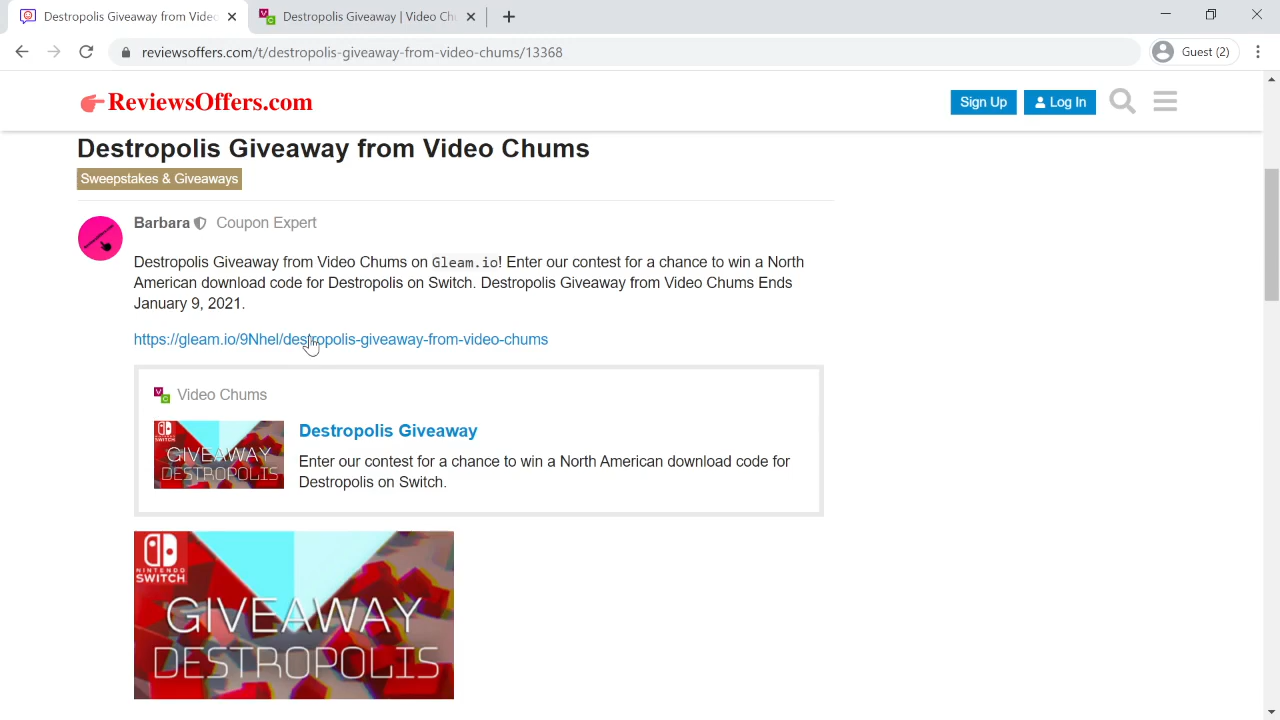 Destropolis Giveaway from Video
Destropolis Giveaway | Video Ch
reviewsoffers.com/t/destropolis-giveaway-from-video-chums/13368
Guest (2)
ReviewsOffers.com
Sign Up
Log In
Destropolis Giveaway from Video Chums
Sweepstakes & Giveaways
Barbara Coupon Expert
Destropolis Giveaway from Video Chums on Gleam.io! Enter our contest for a chance to win a North
American download code for Destropolis on Switch. Destropolis Giveaway from Video Chums Ends
January 9, 2021.
https://gleam.io/9Nhel/destropolis-giveaway-from-video-chums
Video Chums
NINTENDO
SWITCH
GIVEAWAY
DESTROPOLIS
Destropolis Giveaway
Enter our contest for a chance to win a North American download code for
Destropolis on Switch.
NINTENDO
SWITCH
GIVEAWAY
DESTROPOLIS